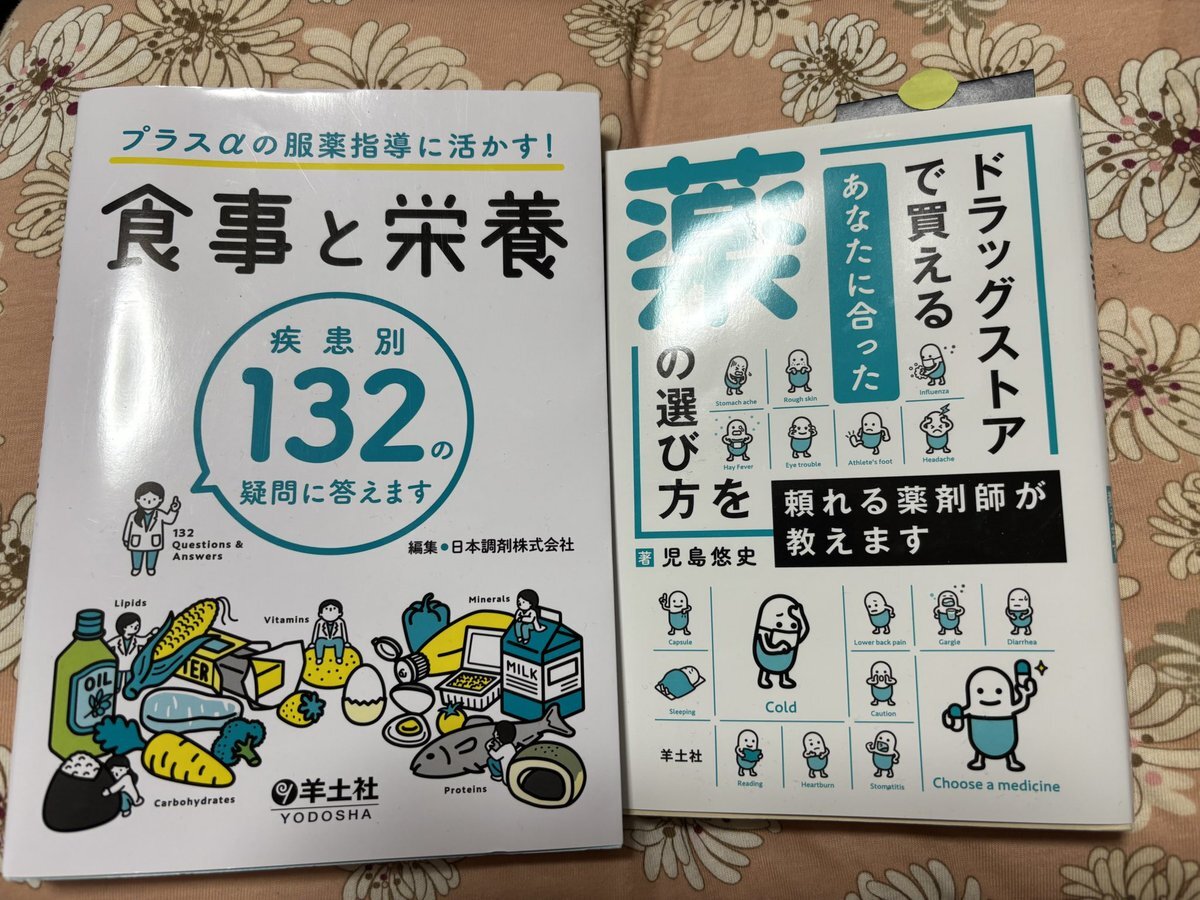 プラスαの服薬指導に活かす!
食事と栄養
疾患別
132の
疑問に答えます
132
Questions &
Answers
編集●日本調剤株式会社
Lipids
Vitamins
Minerals
OIL
TER
MILK
Carbohydrates
Proteins
羊土社
YODOSHA
ドラッグストア
で買える
あなたに合った
薬
の選び方
を
頼れる薬剤師が
教えます
著 児島悠史
Stomach ache
Rough skin
Influenza
Hay Fever
Eye trouble
Athlete's foot
Headache
Capsule
Cold
Lower back pain
Gargle
Diarrhea
Sleeping
Caution
羊土社
Reading
Heartburn
Stomatitis
Choose a medicine